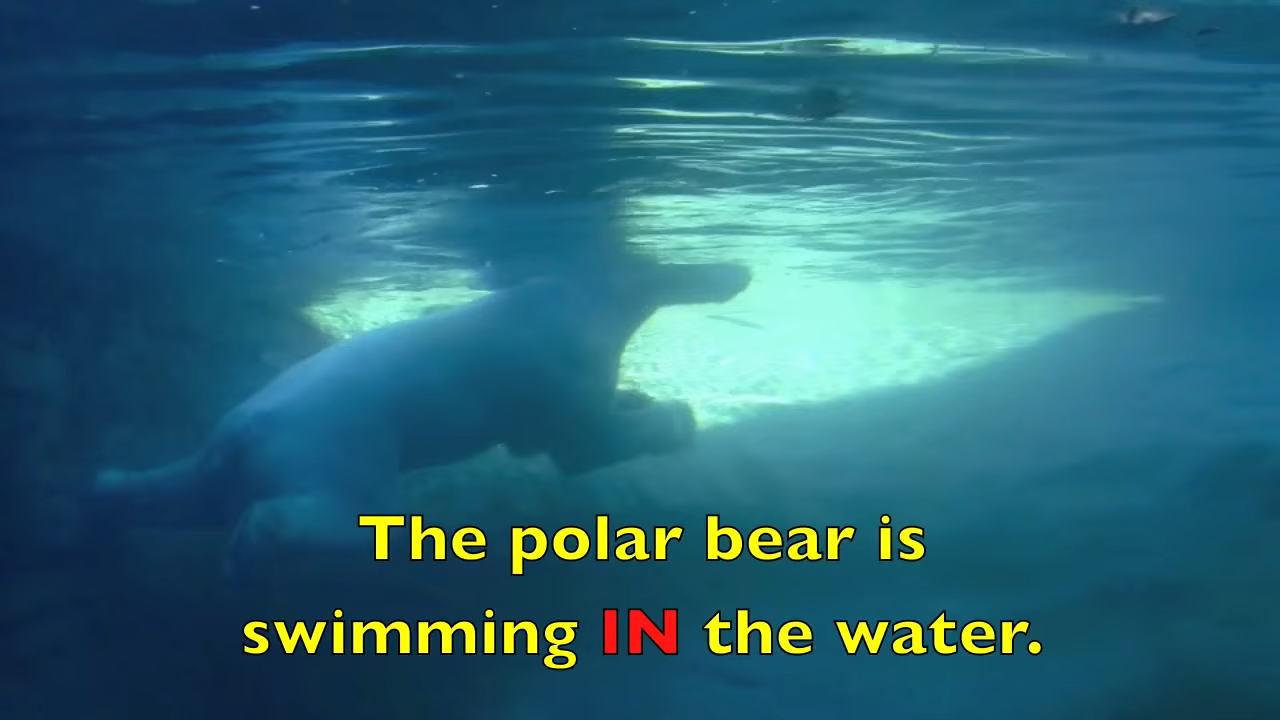 The polar bear is
swimming IN the water.